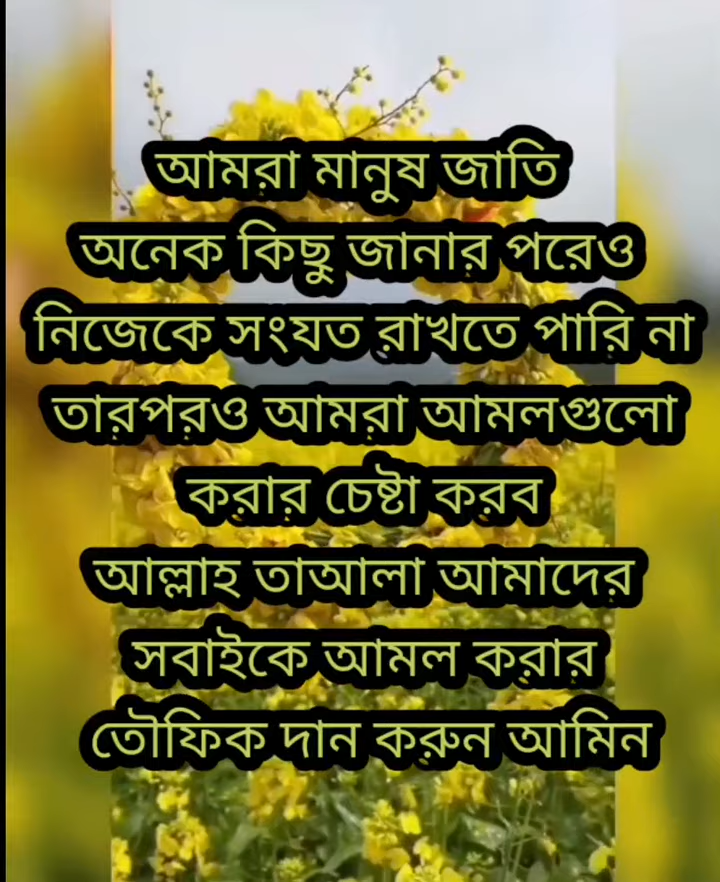 আমরা মানুষ জাতি
অনেক কিছু জানার পরেও
নিজেকে সংযত রাখতে পারি না
তারপরও আমরা আমলগুলো
করার চেষ্টা করব
আল্লাহ তাআলা আমাদের
সবাইকে আমল করার
তৌফিক দান করুন আমিন